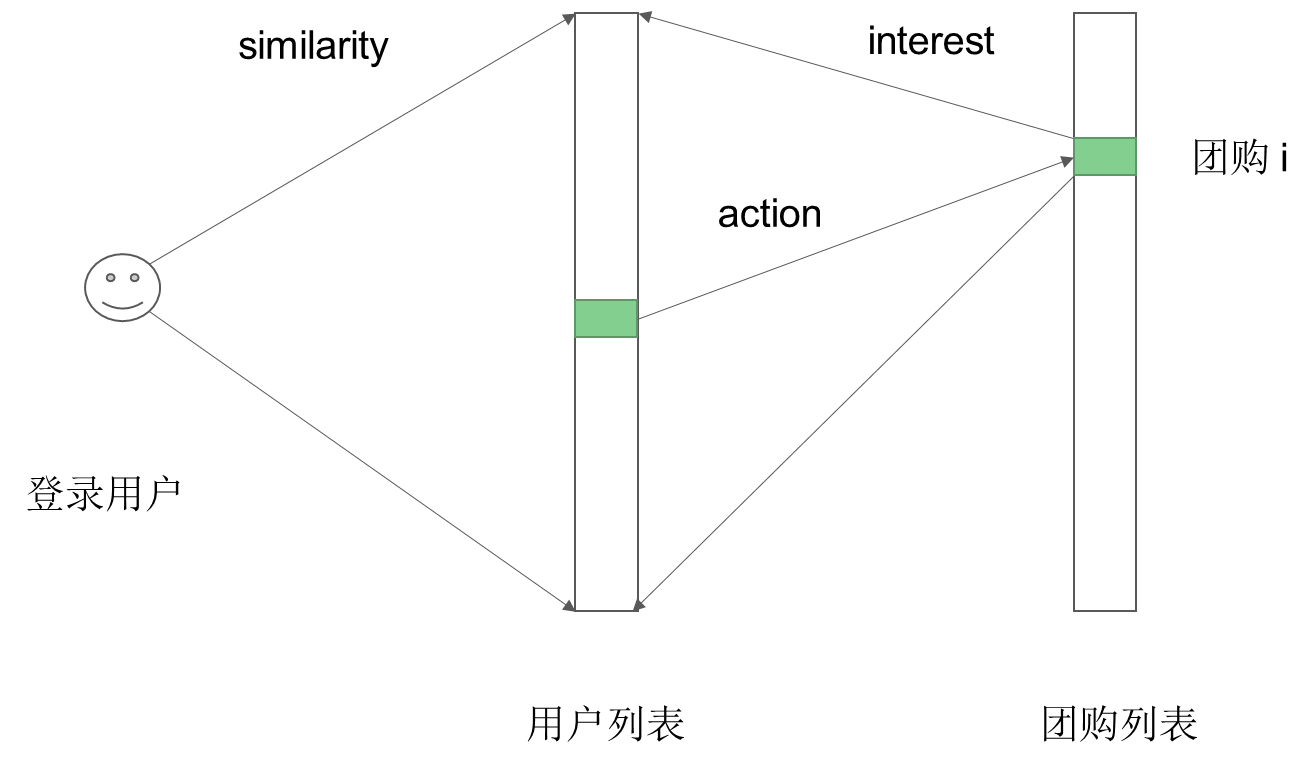 similarity
interest
团购 i
action
登录用户
用户列表
团购列表